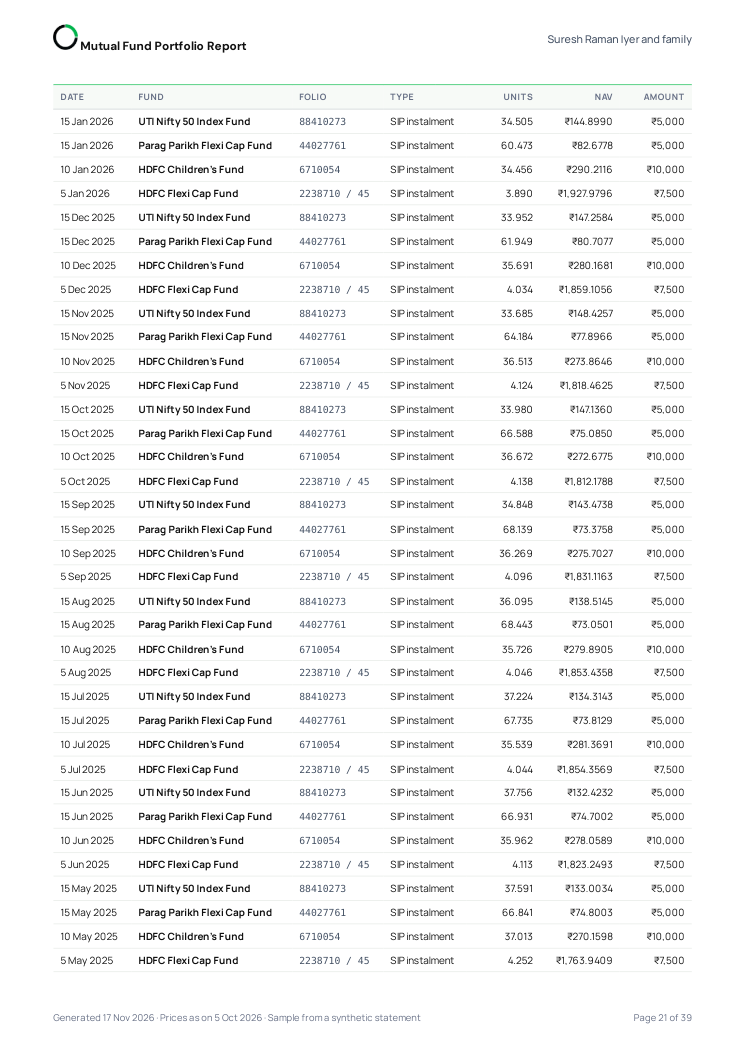 Mutual Fund Portfolio Report
Suresh Raman Iyer and family
DATE FUND FOLIO TYPE UNITS NAV AMOUNT
15 Jan 2026 UTI Nifty 50 Index Fund 88410273 SIP instalment 34.505 ₹144.8990 ₹5,000
15 Jan 2026 Parag Parikh Flexi Cap Fund 44027761 SIP instalment 60.473 ₹82.6778 ₹5,000
10 Jan 2026 HDFC Children's Fund 6710054 SIP instalment 34.456 ₹290.2116 ₹10,000
5 Jan 2026 HDFC Flexi Cap Fund 2238710 / 45 SIP instalment 3.890 ₹1,927.9796 ₹7,500
15 Dec 2025 UTI Nifty 50 Index Fund 88410273 SIP instalment 33.952 ₹147.2584 ₹5,000
15 Dec 2025 Parag Parikh Flexi Cap Fund 44027761 SIP instalment 61.949 ₹80.7077 ₹5,000
10 Dec 2025 HDFC Children's Fund 6710054 SIP instalment 35.691 ₹280.1681 ₹10,000
5 Dec 2025 HDFC Flexi Cap Fund 2238710 / 45 SIP instalment 4.034 ₹1,859.1056 ₹7,500
15 Nov 2025 UTI Nifty 50 Index Fund 88410273 SIP instalment 33.685 ₹148.4257 ₹5,000
15 Nov 2025 Parag Parikh Flexi Cap Fund 44027761 SIP instalment 64.184 ₹77.8966 ₹5,000
10 Nov 2025 HDFC Children's Fund 6710054 SIP instalment 36.513 ₹273.8646 ₹10,000
5 Nov 2025 HDFC Flexi Cap Fund 2238710 / 45 SIP instalment 4.124 ₹1,818.4625 ₹7,500
15 Oct 2025 UTI Nifty 50 Index Fund 88410273 SIP instalment 33.980 ₹147.1360 ₹5,000
15 Oct 2025 Parag Parikh Flexi Cap Fund 44027761 SIP instalment 66.588 ₹75.0850 ₹5,000
10 Oct 2025 HDFC Children's Fund 6710054 SIP instalment 36.672 ₹272.6775 ₹10,000
5 Oct 2025 HDFC Flexi Cap Fund 2238710 / 45 SIP instalment 4.138 ₹1,812.1788 ₹7,500
15 Sep 2025 UTI Nifty 50 Index Fund 88410273 SIP instalment 34.848 ₹143.4738 ₹5,000
15 Sep 2025 Parag Parikh Flexi Cap Fund 44027761 SIP instalment 68.139 ₹73.3758 ₹5,000
10 Sep 2025 HDFC Children's Fund 6710054 SIP instalment 36.269 ₹275.7027 ₹10,000
5 Sep 2025 HDFC Flexi Cap Fund 2238710 / 45 SIP instalment 4.096 ₹1,831.1163 ₹7,500
15 Aug 2025 UTI Nifty 50 Index Fund 88410273 SIP instalment 36.095 ₹138.5145 ₹5,000
15 Aug 2025 Parag Parikh Flexi Cap Fund 44027761 SIP instalment 68.443 ₹73.0501 ₹5,000
10 Aug 2025 HDFC Children's Fund 6710054 SIP instalment 35.726 ₹279.8905 ₹10,000
5 Aug 2025 HDFC Flexi Cap Fund 2238710 / 45 SIP instalment 4.046 ₹1,853.4358 ₹7,500
15 Jul 2025 UTI Nifty 50 Index Fund 88410273 SIP instalment 37.224 ₹134.3143 ₹5,000
15 Jul 2025 Parag Parikh Flexi Cap Fund 44027761 SIP instalment 67.735 ₹73.8129 ₹5,000
10 Jul 2025 HDFC Children's Fund 6710054 SIP instalment 35.539 ₹281.3691 ₹10,000
5 Jul 2025 HDFC Flexi Cap Fund 2238710 / 45 SIP instalment 4.044 ₹1,854.3569 ₹7,500
15 Jun 2025 UTI Nifty 50 Index Fund 88410273 SIP instalment 37.756 ₹132.4232 ₹5,000
15 Jun 2025 Parag Parikh Flexi Cap Fund 44027761 SIP instalment 66.931 ₹74.7002 ₹5,000
10 Jun 2025 HDFC Children's Fund 6710054 SIP instalment 35.962 ₹278.0589 ₹10,000
5 Jun 2025 HDFC Flexi Cap Fund 2238710 / 45 SIP instalment 4.113 ₹1,823.2493 ₹7,500
15 May 2025 UTI Nifty 50 Index Fund 88410273 SIP instalment 37.591 ₹133.0034 ₹5,000
15 May 2025 Parag Parikh Flexi Cap Fund 44027761 SIP instalment 66.841 ₹74.8003 ₹5,000
10 May 2025 HDFC Children's Fund 6710054 SIP instalment 37.013 ₹270.1598 ₹10,000
5 May 2025 HDFC Flexi Cap Fund 2238710 / 45 SIP instalment 4.252 ₹1,763.9409 ₹7,500
Generated 17 Nov 2026 · Prices as on 5 Oct 2026 · Sample from a synthetic statement
Page 21 of 39